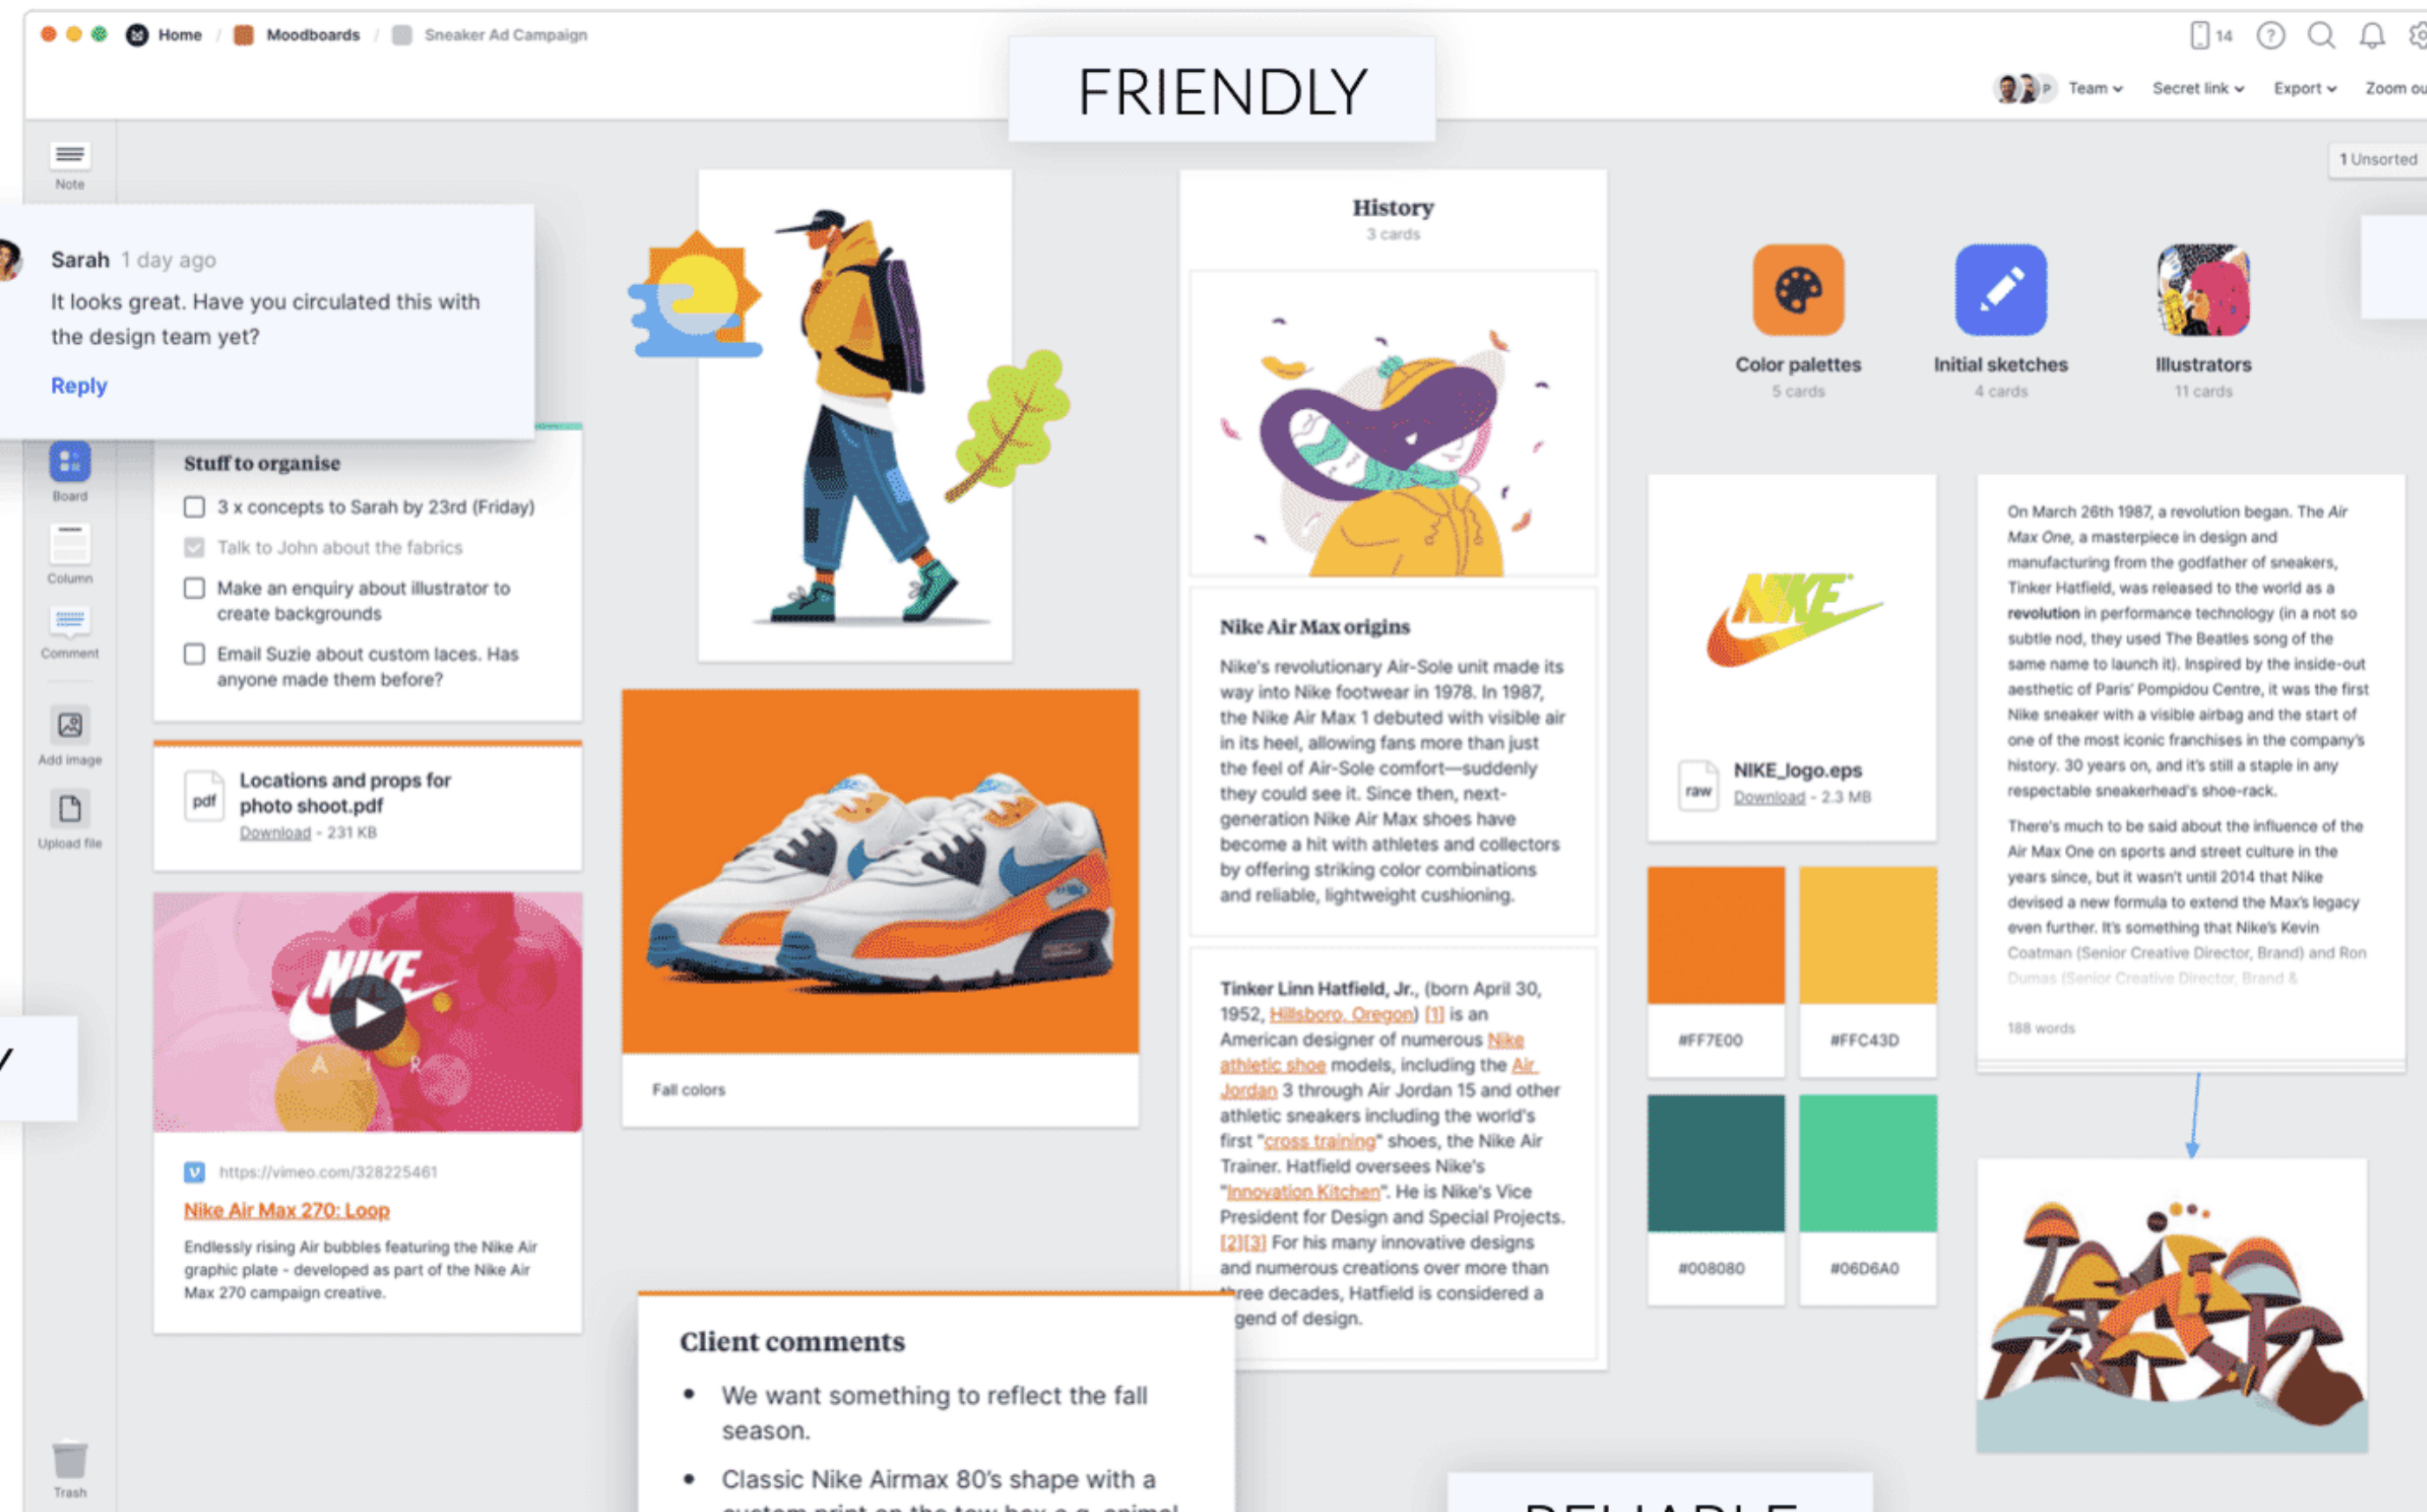 Home / Moodboards / Sneaker Ad Campaign
14
FRIENDLY
Team
Secret link
Export
Zoom
1 Unsorted
Note
Sarah 1 day ago
It looks great. Have you circulated this with
the design team yet?
Reply
Board
Column
Comment
Add image
Upload file
Trash
Stuff to organise
3 x concepts to Sarah by 23rd (Friday)
Talk to John about the fabrics
Make an enquiry about illustrator to
create backgrounds
Email Suzie about custom laces. Has
anyone made them before?
pdf
Locations and props for
photo shoot.pdf
Download - 231 KB
NIKE
A I R
https://vimeo.com/328225461
Nike Air Max 270: Loop
Endlessly rising Air bubbles featuring the Nike Air
graphic plate - developed as part of the Nike Air
Max 270 campaign creative.
Fall colors
Client comments
• We want something to reflect the fall
season.
• Classic Nike Airmax 80's shape with a
History
3 cards
Nike Air Max origins
Nike's revolutionary Air-Sole unit made its
way into Nike footwear in 1978. In 1987,
the Nike Air Max 1 debuted with visible air
in its heel, allowing fans more than just
the feel of Air-Sole comfort—suddenly
they could see it. Since then, next-
generation Nike Air Max shoes have
become a hit with athletes and collectors
by offering striking color combinations
and reliable, lightweight cushioning.
Tinker Linn Hatfield, Jr., (born April 30,
1952, Hillsboro, Oregon) [1] is an
American designer of numerous Nike
athletic shoe models, including the Air
Jordan 3 through Air Jordan 15 and other
athletic sneakers including the world's
first "cross training" shoes, the Nike Air
Trainer. Hatfield oversees Nike's
"Innovation Kitchen". He is Nike's Vice
President for Design and Special Projects.
[2][3] For his many innovative designs
and numerous creations over more than
three decades, Hatfield is considered a
gend of design.
Color palettes
5 cards
Initial sketches
4 cards
Illustrators
11 cards
NIKE
raw
NIKE_logo.eps
Download - 2.3 MB
#FF7E00
#FFC43D
#008080
#06D6A0
On March 26th 1987, a revolution began. The Air
Max One, a masterpiece in design and
manufacturing from the godfather of sneakers,
Tinker Hatfield, was released to the world as a
revolution in performance technology (in a not so
subtle nod, they used The Beatles song of the
same name to launch it). Inspired by the inside-out
aesthetic of Paris' Pompidou Centre, it was the first
Nike sneaker with a visible airbag and the start of
one of the most iconic franchises in the company's
history. 30 years on, and it's still a staple in any
respectable sneakerhead's shoe-rack.
There's much to be said about the influence of the
Air Max One on sports and street culture in the
years since, but it wasn't until 2014 that Nike
devised a new formula to extend the Max's legacy
even further. It's something that Nike's Kevin
Coatman (Senior Creative Director, Brand) and Ron
Dumas (Senior Creative Director, Brand &
188 words
RELIABLE